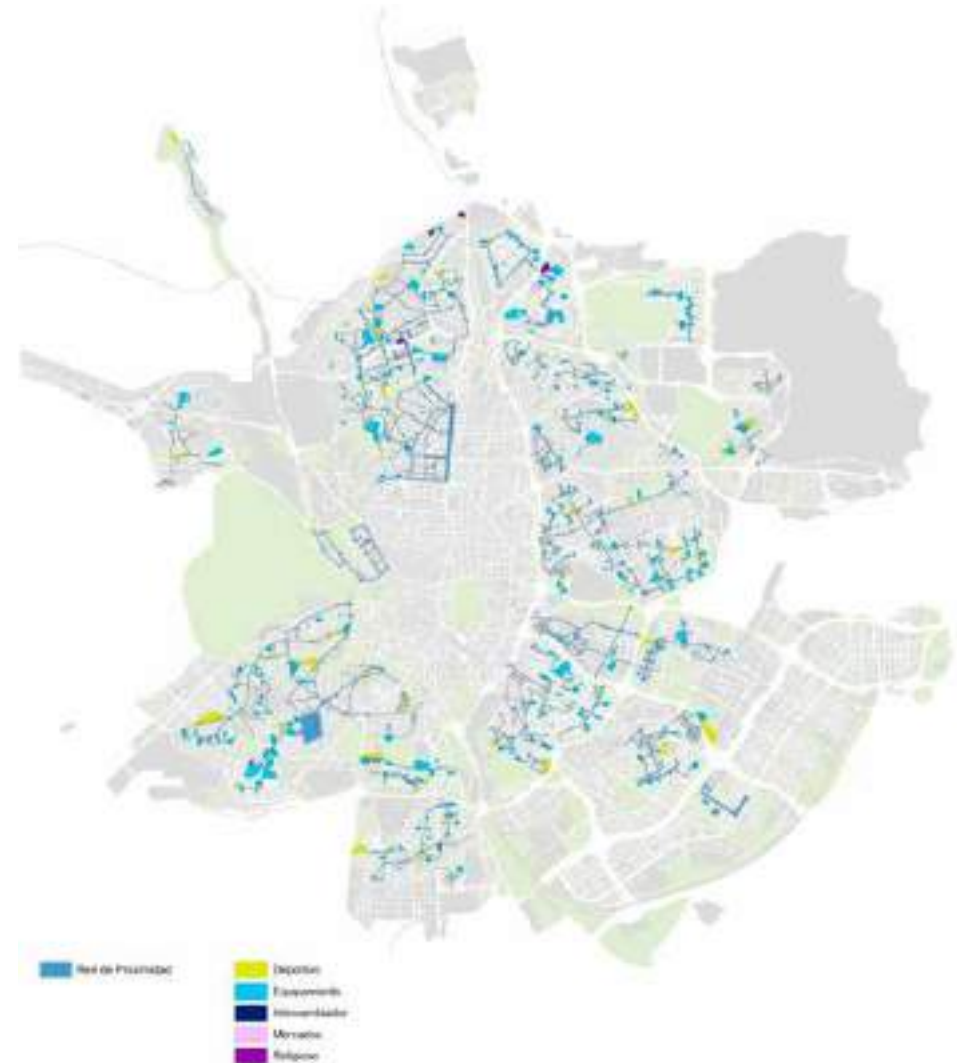 Red de Proximidad
Deportivo
Equipamiento
Intercambiador
Mercados
Religioso